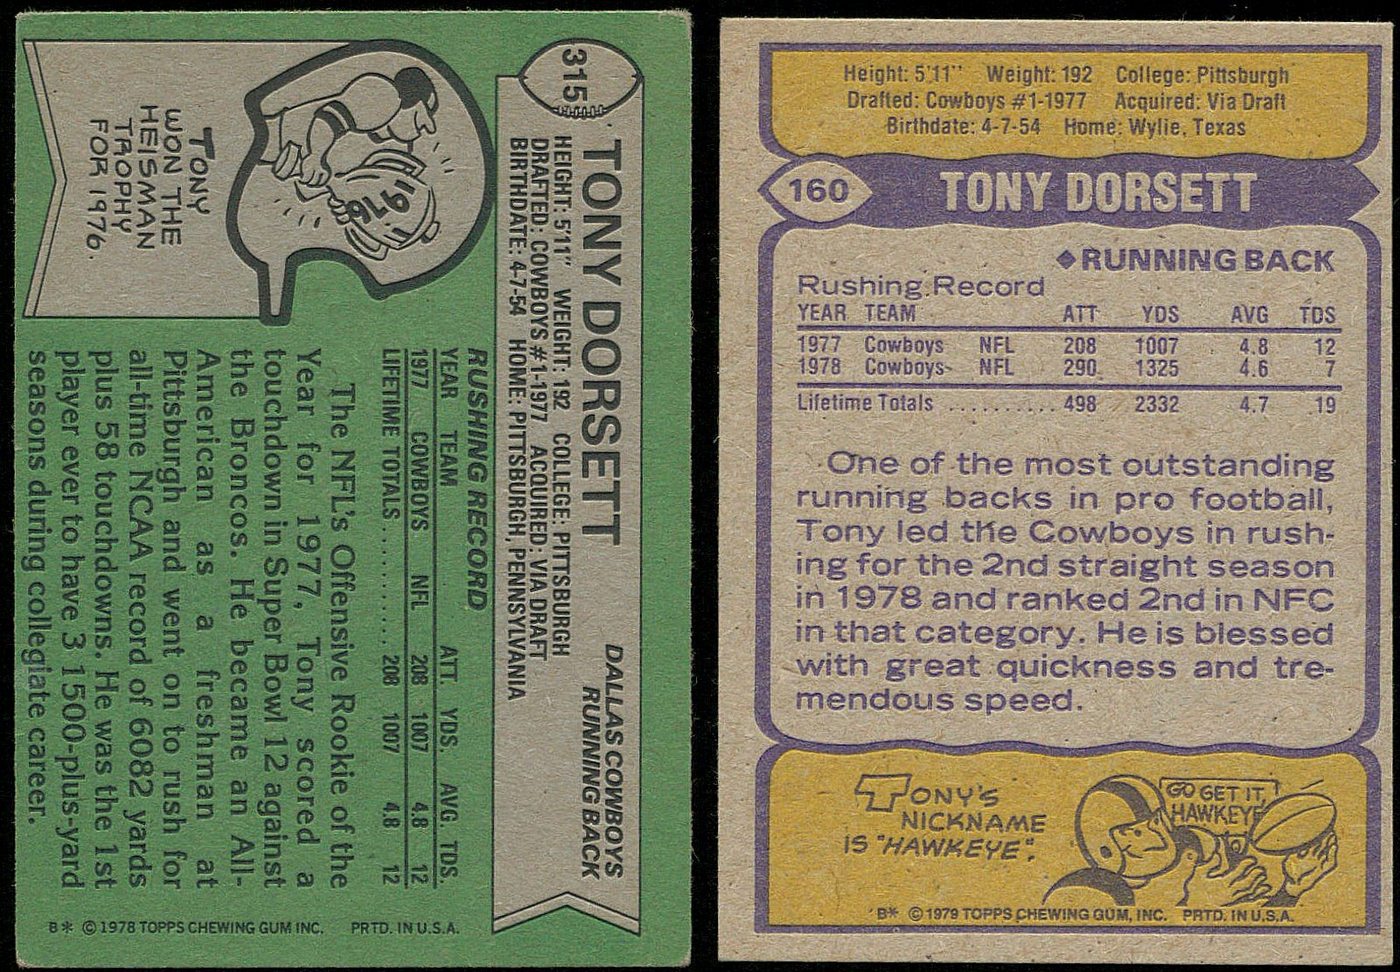 315
TONY DORSETT
DALLAS COWBOYS
RUNNING BACK
HEIGHT: 5'11" WEIGHT: 192 COLLEGE: PITTSBURGH
DRAFTED: COWBOYS #1-1977 ACQUIRED: VIA DRAFT
BIRTHDATE: 4-7-54 HOME: PITTSBURGH, PENNSYLVANIA
1976
TONY
WON THE
HEISMAN
TROPHY
FOR 1976.
RUSHING RECORD
YEAR TEAM ATT. YDS. AVG. TDS.
1977 COWBOYS NFL 208 1007 4.8 12
LIFETIME TOTALS .......... 208 1007 4.8 12
The NFL's Offensive Rookie of the
Year for 1977, Tony scored a
touchdown in Super Bowl 12 against
the Broncos. He became an All-
American as a freshman at
Pittsburgh and went on to rush for
all-time NCAA record of 6082 yards
plus 58 touchdowns. He was the 1st
player ever to have 3 1500-plus-yard
seasons during collegiate career.
B* © 1978 TOPPS CHEWING GUM INC. PRTD. IN U.S.A.
Height: 5'11" Weight: 192 College: Pittsburgh
Drafted: Cowboys #1-1977 Acquired: Via Draft
Birthdate: 4-7-54 Home: Wylie, Texas
160 TONY DORSETT
◆RUNNING BACK
Rushing Record
YEAR TEAM ATT YDS AVG TDS
1977 Cowboys NFL 208 1007 4.8 12
1978 Cowboys NFL 290 1325 4.6 7
Lifetime Totals .......... 498 2332 4.7 19
One of the most outstanding
running backs in pro football,
Tony led the Cowboys in rush-
ing for the 2nd straight season
in 1978 and ranked 2nd in NFC
in that category. He is blessed
with great quickness and tre-
mendous speed.
TONY'S
NICKNAME
IS "HAWKEYE".
GO GET IT,
HAWKEYE
B* © 1979 TOPPS CHEWING GUM, INC. PRTD. IN U.S.A.